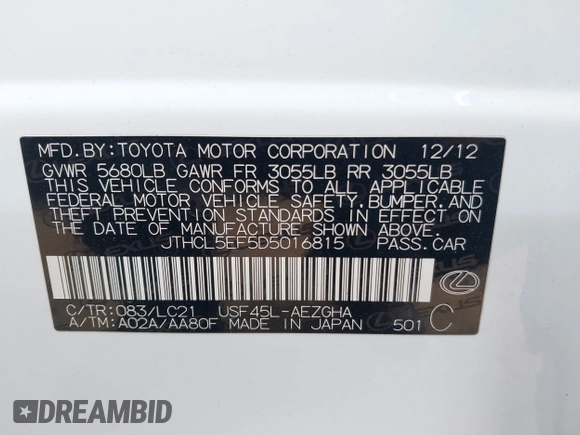 MFD.BY:TOYOTA MOTOR CORPORATION 12/12
GVWR 5680LB GAWR FR 3055LB RR 3055LB
THIS VEHICLE CONFORMS TO ALL APPLICABLE
FEDERAL MOTOR VEHICLE SAFETY,BUMPER,AND
THEFT PREVENTION STANDARDS IN EFFECT ON
THE DATE OF MANUFACTURE SHOWN ABOVE.
JTHCL5EF5D5016815 PASS.CAR
C/TR:083/LC21 USF45L-AEZGHA
A/TM:A02A/AA80F MADE IN JAPAN 501 C
DREAMBID